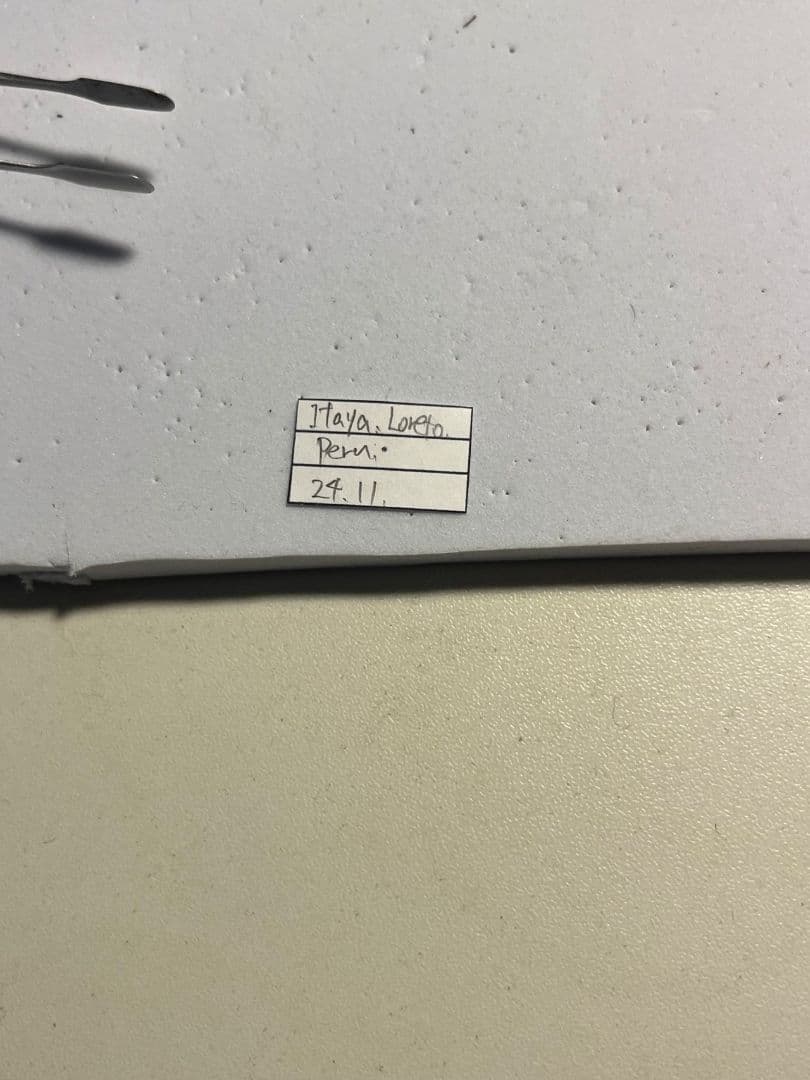 Itaya, Loreto.
Peru.
24.11.